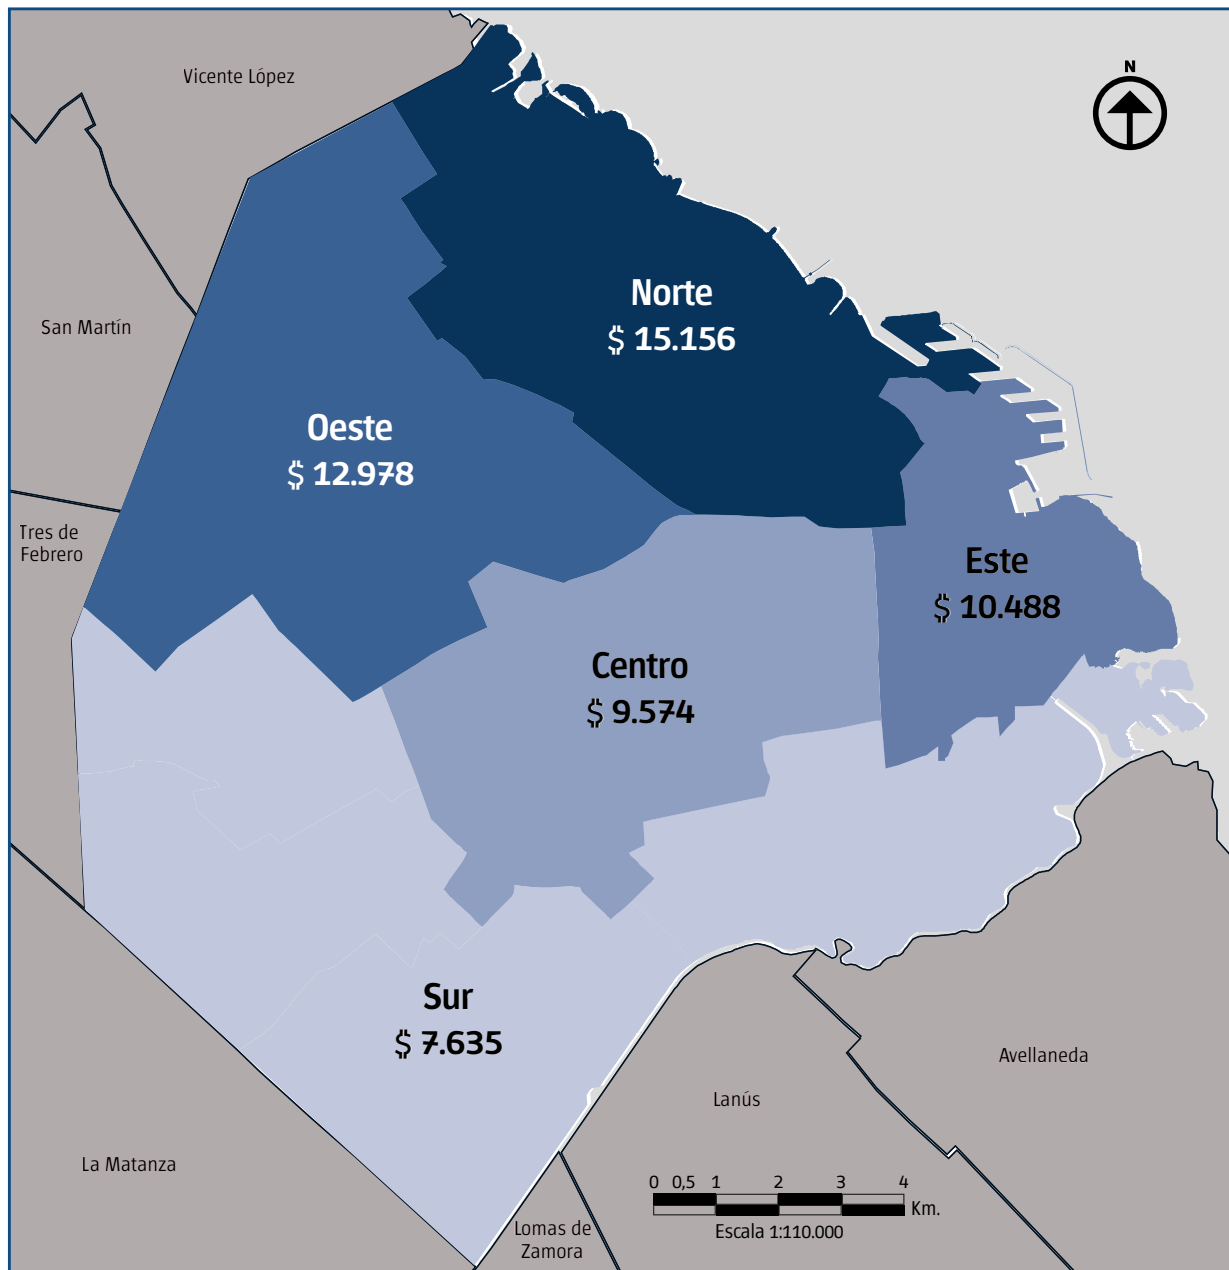 Vicente López
N
Norte
$ 15.156
San Martín
Oeste
$ 12.978
Tres de
Febrero
Este
$ 10.488
Centro
$ 9.574
Sur
$ 7.635
Avellaneda
Lanús
La Matanza
0 0,5 1 2 3 4
Km.
Escala 1:110.000
Lomas de
Zamora